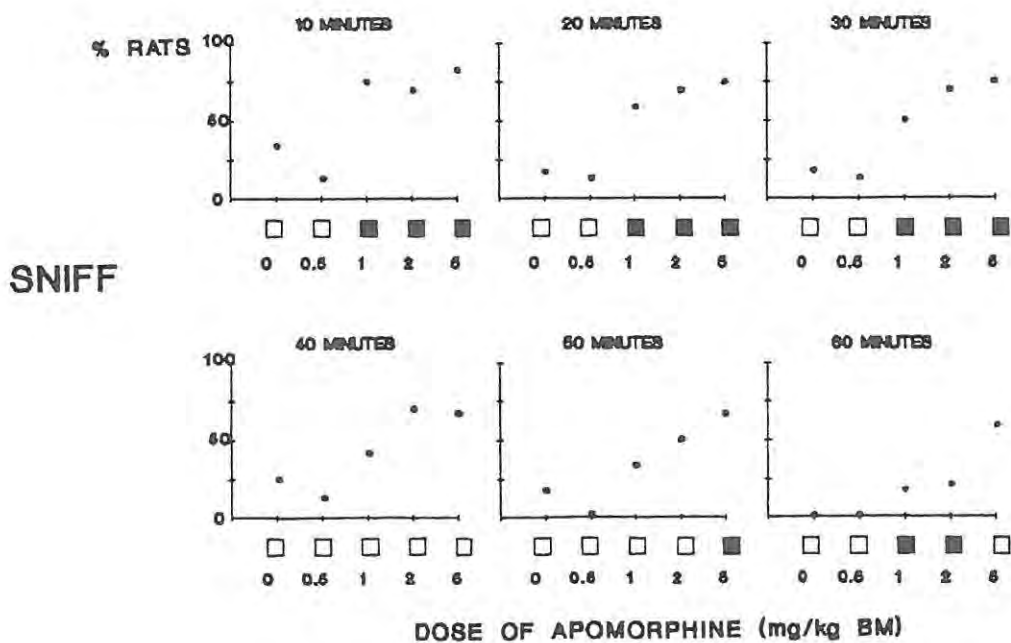 10 MINUTES 20 MINUTES 30 MINUTES
% RATS
100
50
0
0 0.5 1 2 5 0 0.5 1 2 5 0 0.5 1 2 5
SNIFF
40 MINUTES 50 MINUTES 60 MINUTES
100
50
0
0 0.5 1 2 5 0 0.5 1 2 5 0 0.5 1 2 5
DOSE OF APOMORPHINE (mg/kg BM)